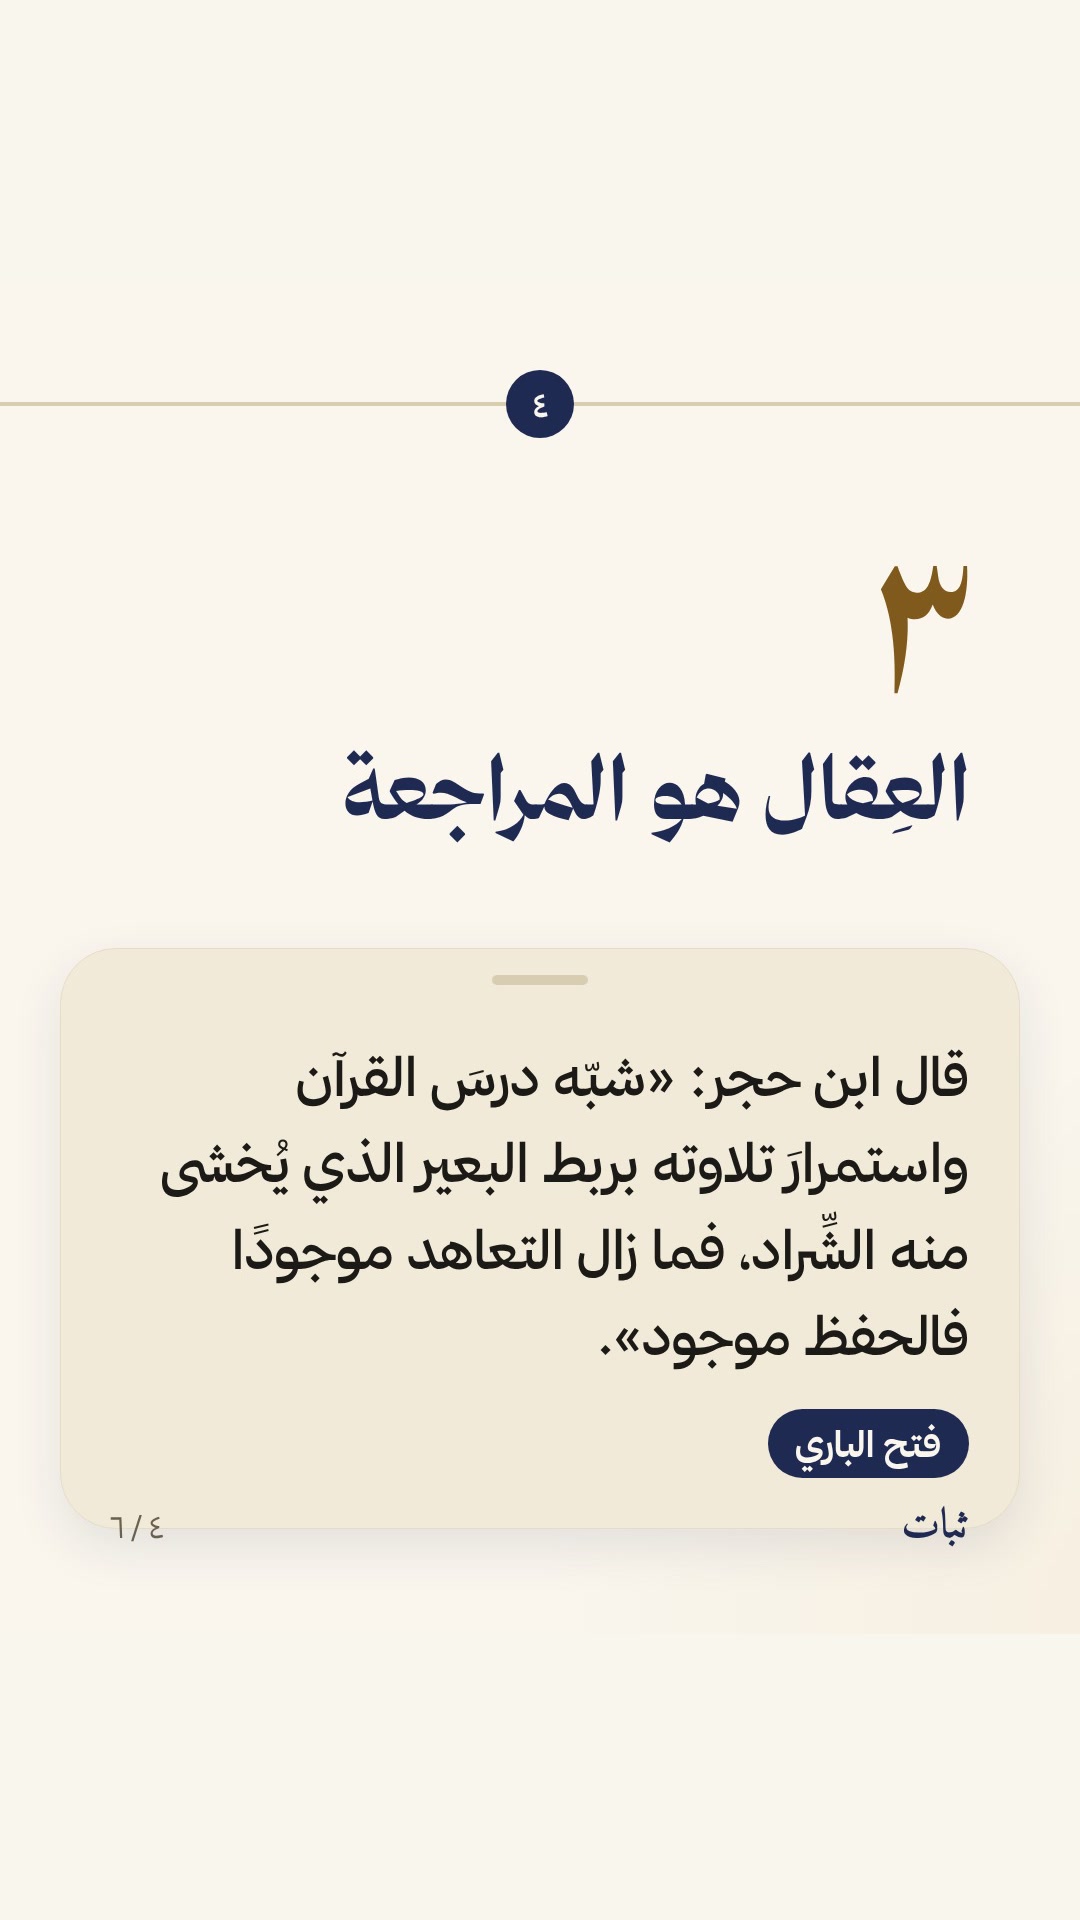 ٤
٣
العِقال هو المراجعة
قال ابن حجر: «شبّه درسَ القرآن
واستمرارَ تلاوته بربط البعير الذي يُخشى
منه الشِّراد، فما زال التعاهد موجودًا
فالحفظ موجود».
فتح الباري
ثبات
٤ / ٦